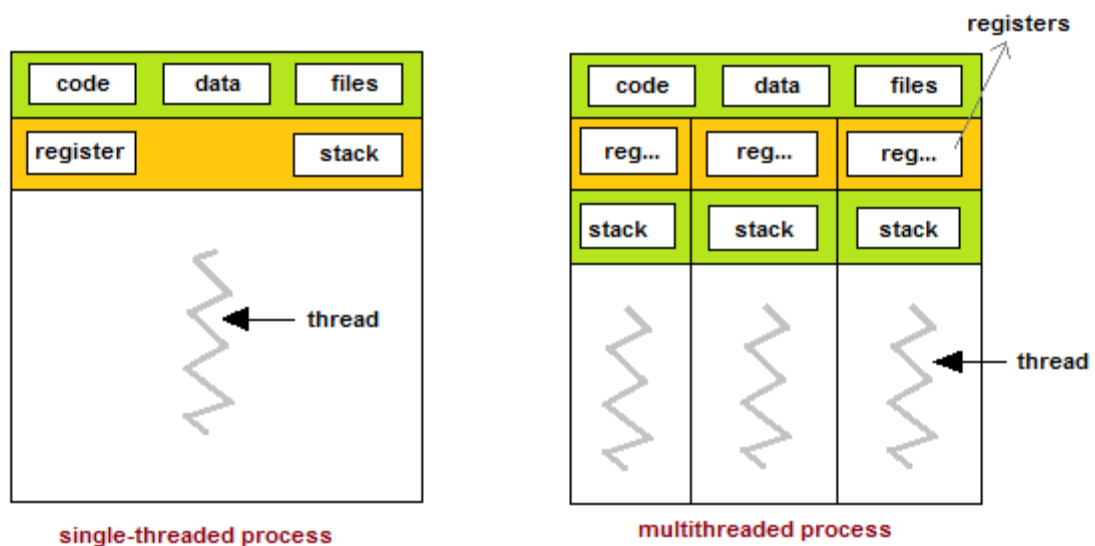 registers
code data files
register stack
thread
single-threaded process
code data files
reg... reg... reg...
stack stack stack
thread
multithreaded process